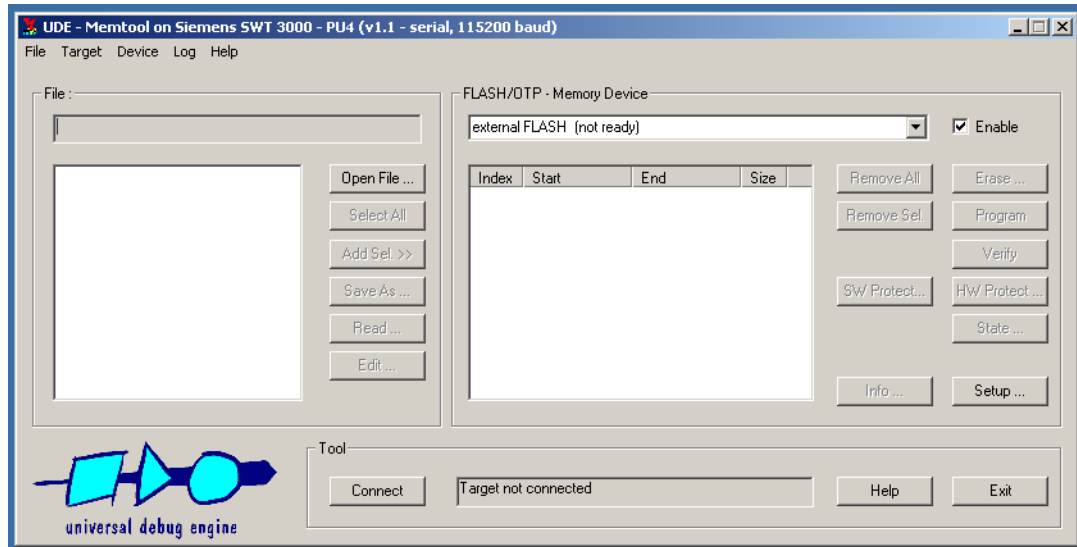 UDE - Memtool on Siemens SWT 3000 - PU4 (v1.1 - serial, 115200 baud)
File Target Device Log Help
File :
Open File ...
Select All
Add Sel. >>
Save As ...
Read ...
Edit ...
FLASH/OTP - Memory Device
external FLASH (not ready)
Enable
Index Start End Size
Remove All
Erase ...
Remove Sel.
Program
Verify
SW Protect...
HW Protect ...
State ...
Info ...
Setup ...
universal debug engine
Tool
Connect
Target not connected
Help
Exit